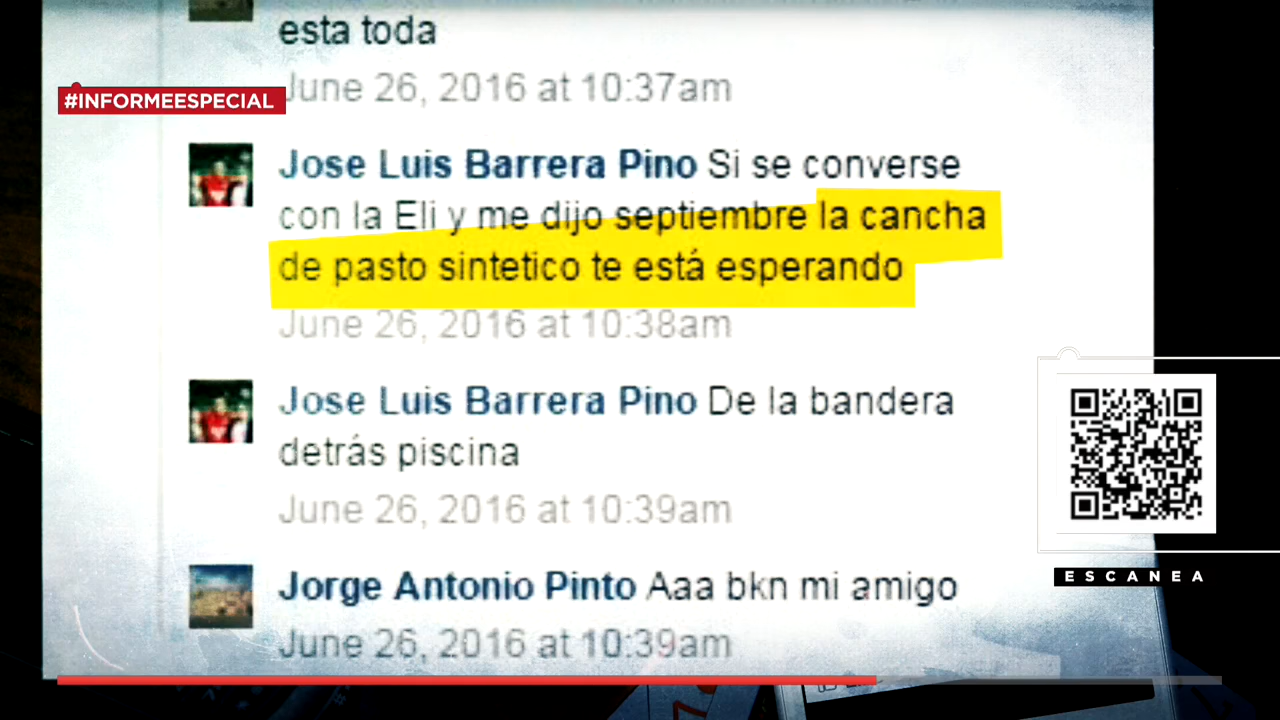 esta toda
June 26, 2016 at 10:37am
#INFORMEESPECIAL
Jose Luis Barrera Pino Si se converse
con la Eli y me dijo septiembre la cancha
de pasto sintetico te está esperando
June 26, 2016 at 10:38am
Jose Luis Barrera Pino De la bandera
detrás piscina
June 26, 2016 at 10:39am
Jorge Antonio Pinto Aaa bkn mi amigo
June 26, 2016 at 10:39am
ESCANEA